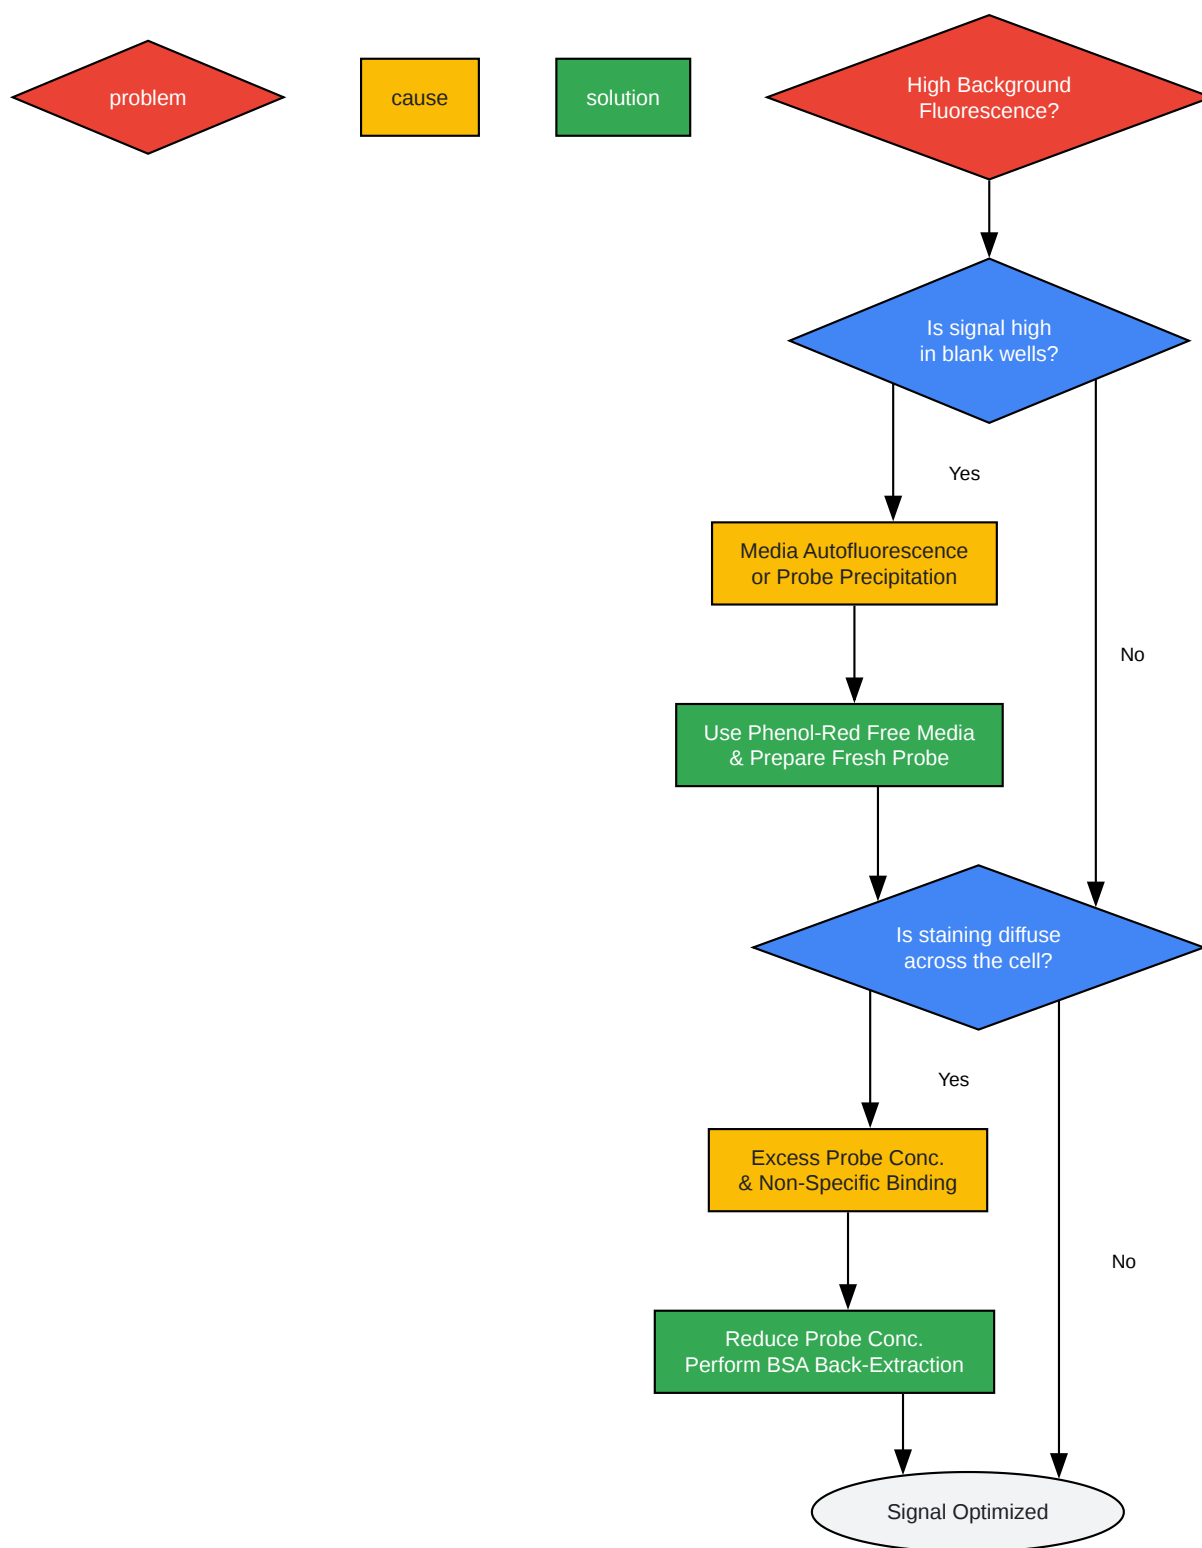 problem
cause
solution
High Background
Fluorescence?
Is signal high
in blank wells?
Yes
Media Autofluorescence
or Probe Precipitation
No
Use Phenol-Red Free Media
& Prepare Fresh Probe
Is staining diffuse
across the cell?
Yes
Excess Probe Conc.
& Non-Specific Binding
No
Reduce Probe Conc.
Perform BSA Back-Extraction
Signal Optimized